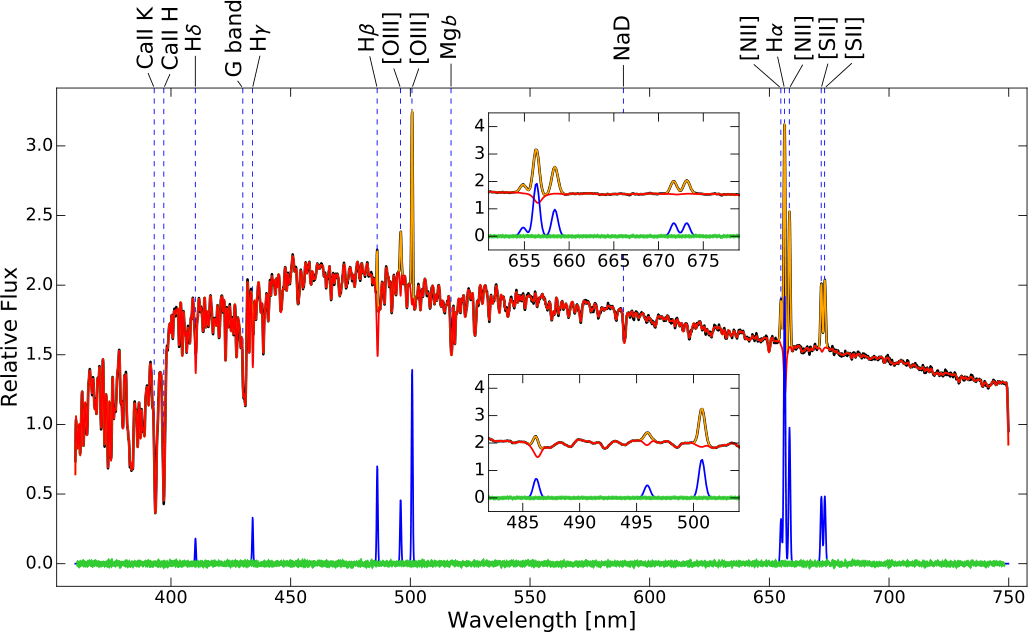 CaII K
CaII H
Hδ
G band
Hγ
Hβ
[OIII]
[OIII]
Mgb
NaD
[NII]
Hα
[NII]
[SII]
[SII]
Relative Flux
3.0
2.5
2.0
1.5
1.0
0.5
0.0
4
3
2
1
0
655 660 665 670 675
4
3
2
1
0
485 490 495 500
400 450 500 550 600 650 700 750
Wavelength [nm]